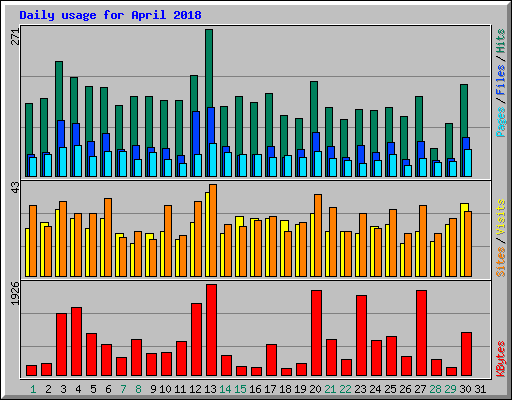 Daily usage for April 2018
271
Pages / Files / Hits
43
Sites / Visits
1926
KBytes
1 2 3 4 5 6 7 8 9 10 11 12 13 14 15 16 17 18 19 20 21 22 23 24 25 26 27 28 29 30 31